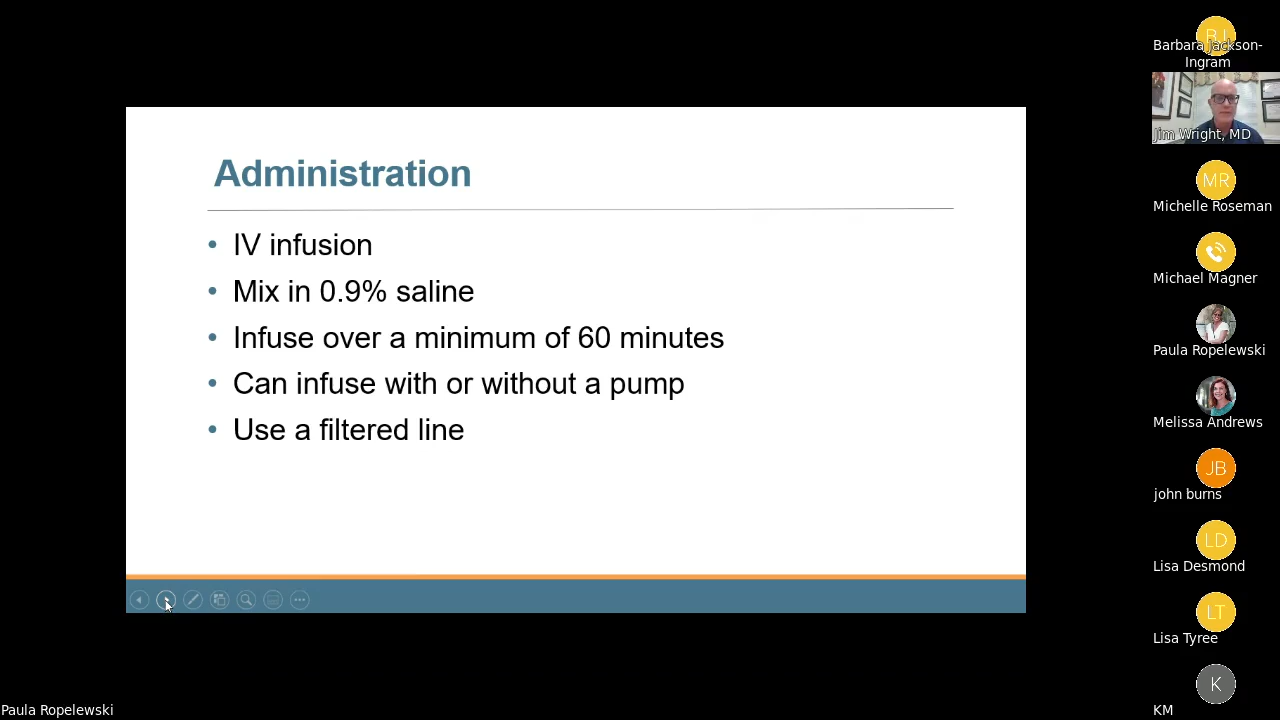 Administration
• IV infusion
• Mix in 0.9% saline
• Infuse over a minimum of 60 minutes
• Can infuse with or without a pump
• Use a filtered line
BJ
Barbara Jackson-
Ingram
Jim Wright, MD
MR
Michelle Roseman
Michael Magner
Paula Ropelewski
Melissa Andrews
JB
john burns
LD
Lisa Desmond
LT
Lisa Tyree
K
KM
Paula Ropelewski